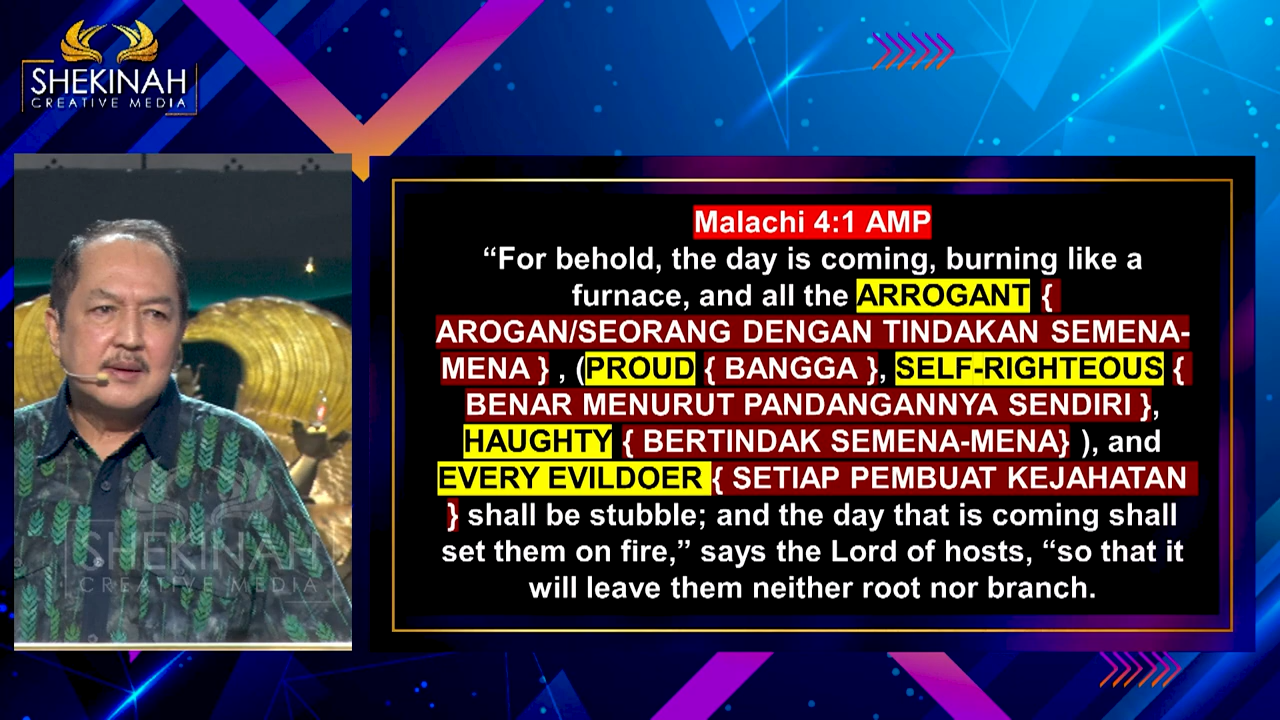 SHEKINAH
CREATIVE MEDIA
Malachi 4:1 AMP
“For behold, the day is coming, burning like a
furnace, and all the ARROGANT {
AROGAN/SEORANG DENGAN TINDAKAN SEMENA-
MENA } , (PROUD { BANGGA }, SELF-RIGHTEOUS {
BENAR MENURUT PANDANGANNYA SENDIRI },
HAUGHTY { BERTINDAK SEMENA-MENA} ), and
EVERY EVILDOER { SETIAP PEMBUAT KEJAHATAN
} shall be stubble; and the day that is coming shall
set them on fire,” says the Lord of hosts, “so that it
will leave them neither root nor branch.
SHEKINAH
CREATIVE MEDIA